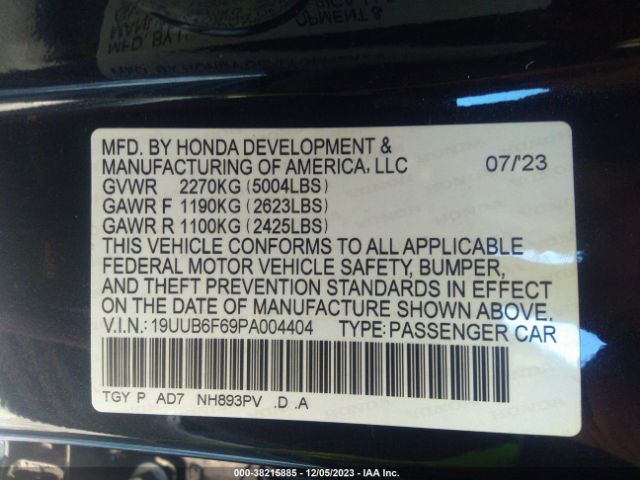 MFD. BY HONDA DEVELOPMENT &
MANUFACTURING OF AMERICA, LLC 07/'23
GVWR 2270KG (5004LBS)
GAWR F 1190KG (2623LBS)
GAWR R 1100KG (2425LBS)
THIS VEHICLE CONFORMS TO ALL APPLICABLE
FEDERAL MOTOR VEHICLE SAFETY, BUMPER,
AND THEFT PREVENTION STANDARDS IN EFFECT
ON THE DATE OF MANUFACTURE SHOWN ABOVE.
V.I.N.: 19UUB6F69PA004404 TYPE: PASSENGER CAR
TGY P AD7 NH893PV .D .A
000-38215885 - 12/05/2023 - IAA Inc.